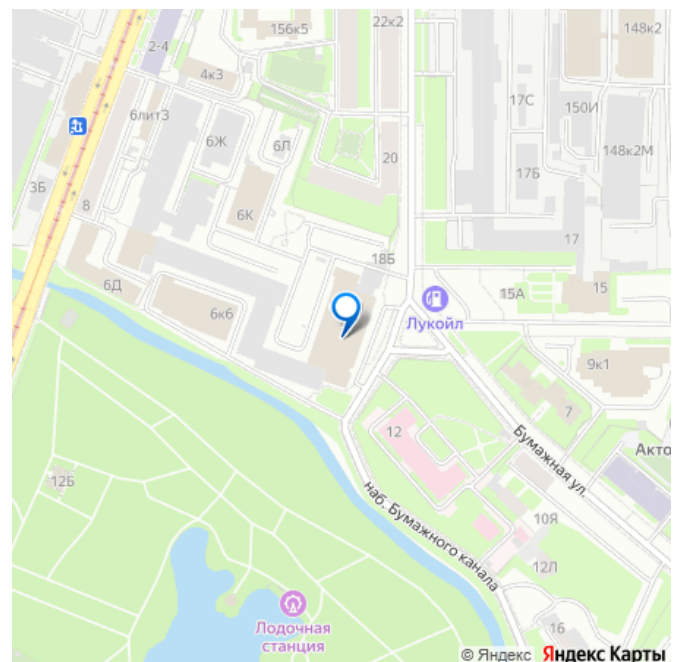 156к5
22к2
148к2
2-4
4к3
17С
150И
6литЗ
6Ж
6Л
20
148к2М
17Б
3Б
8
6К
17
18Б
6Д
15А
15
6к6
Лукойл
9к1
7
12
Бумажная ул.
Акто
12Б
наб. Бумажного канала
10Я
12Л
Лодочная
станция
16
© Яндекс Яндекс Карты